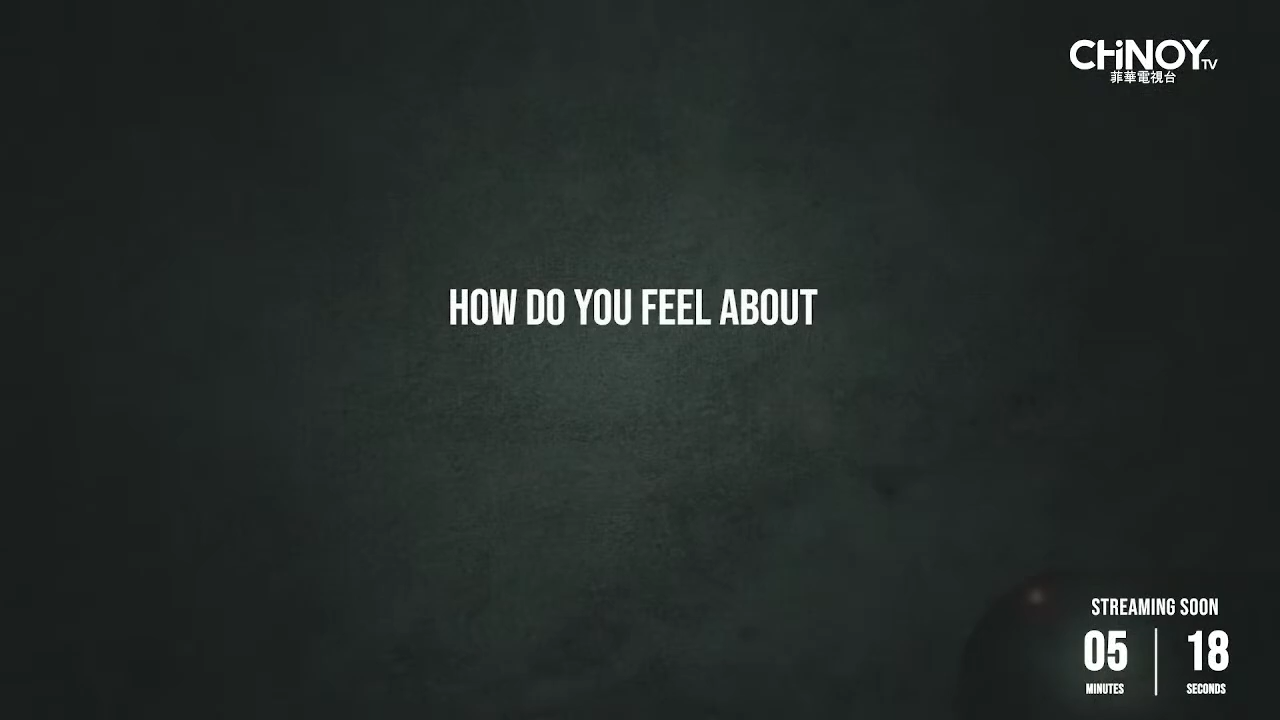 CHiNOY TV
菲華電視台
HOW DO YOU FEEL ABOUT
STREAMING SOON
05 18
MINUTES SECONDS